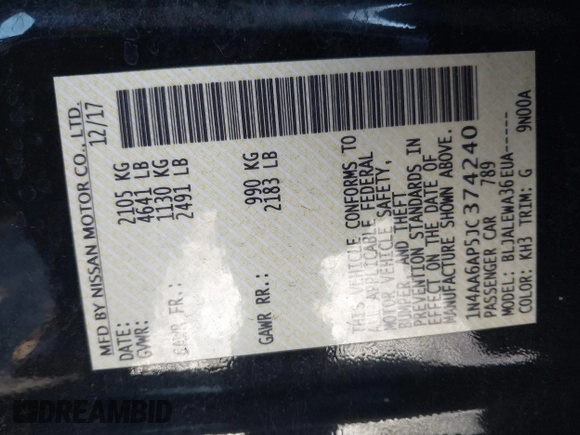 MFD BY NISSAN MOTOR CO., LTD.
DATE: 12/17
GVWR: 2105 KG
4641 LB
GAWR FR.: 1130 KG
2491 LB
GAWR RR.: 990 KG
2183 LB
THIS VEHICLE CONFORMS TO
ALL APPLICABLE FEDERAL
MOTOR VEHICLE SAFETY,
BUMPER, AND THEFT
PREVENTION STANDARDS IN
EFFECT ON THE DATE OF
MANUFACTURE SHOWN ABOVE.
1N4AA6AP5JC374240
PASSENGER CAR 789
MODEL: BLJALEWA36EUA-----
COLOR: KH3 TRIM: G 9N00A
DREAMBID